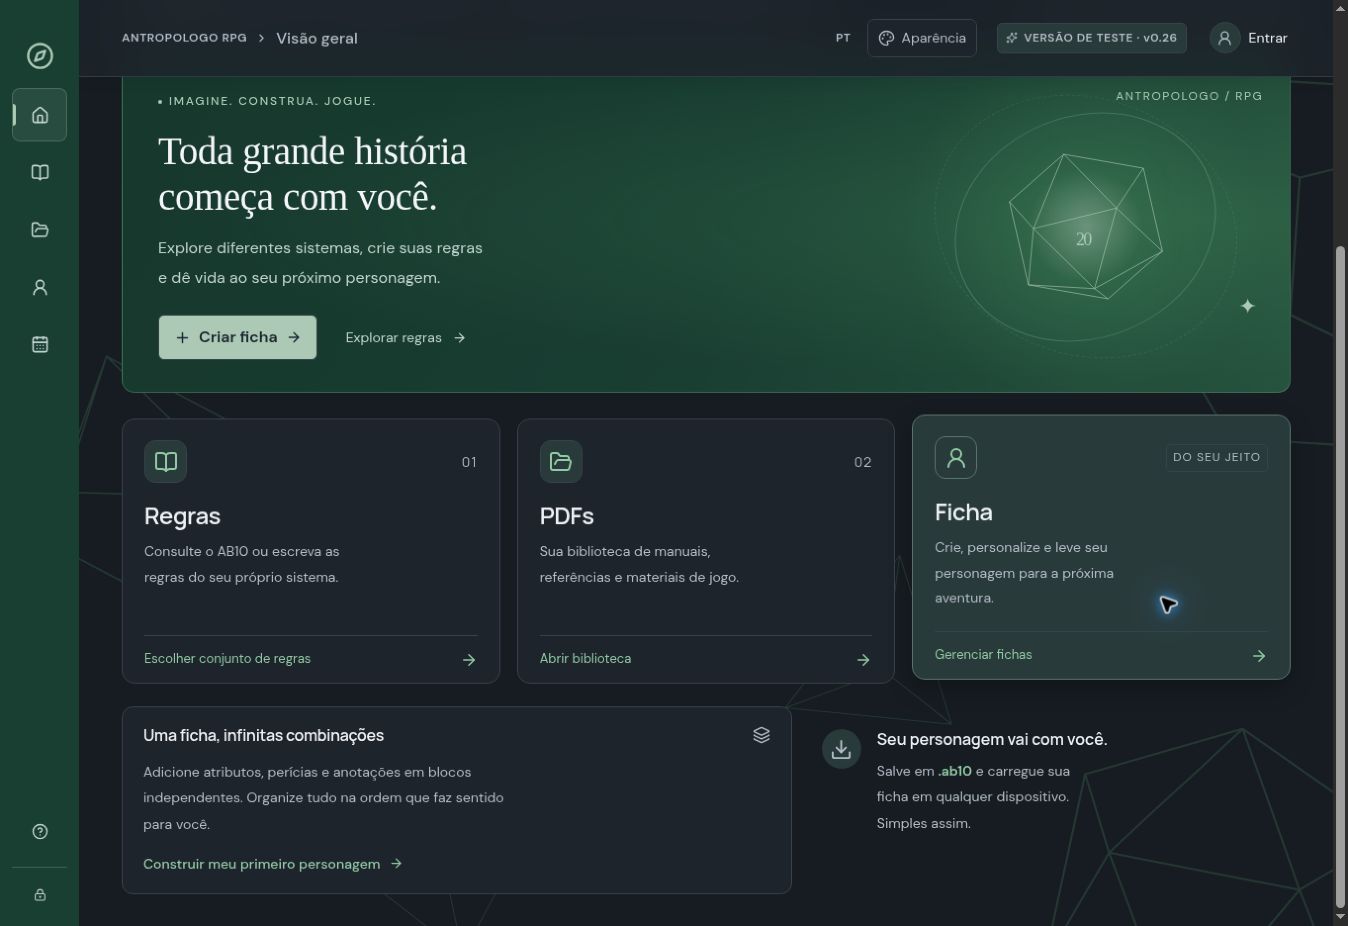 ANTROPOLOGO RPG
Visão geral
PT
Aparência
VERSÃO DE TESTE · v0.26
Entrar
IMAGINE. CONSTRUA. JOGUE.
ANTROPOLOGO / RPG
Toda grande história
começa com você.
20
Explore diferentes sistemas, crie suas regras
e dê vida ao seu próximo personagem.
Criar ficha
Explorar regras
01
Regras
Consulte o AB10 ou escreva as
regras do seu próprio sistema.
Escolher conjunto de regras
02
PDFs
Sua biblioteca de manuais,
referências e materiais de jogo.
Abrir biblioteca
DO SEU JEITO
Ficha
Crie, personalize e leve seu
personagem para a próxima
aventura.
Gerenciar fichas
Uma ficha, infinitas combinações
Adicione atributos, perícias e anotações em blocos
independentes. Organize tudo na ordem que faz sentido
para você.
Construir meu primeiro personagem
Seu personagem vai com você.
Salve em .ab10 e carregue sua
ficha em qualquer dispositivo.
Simples assim.